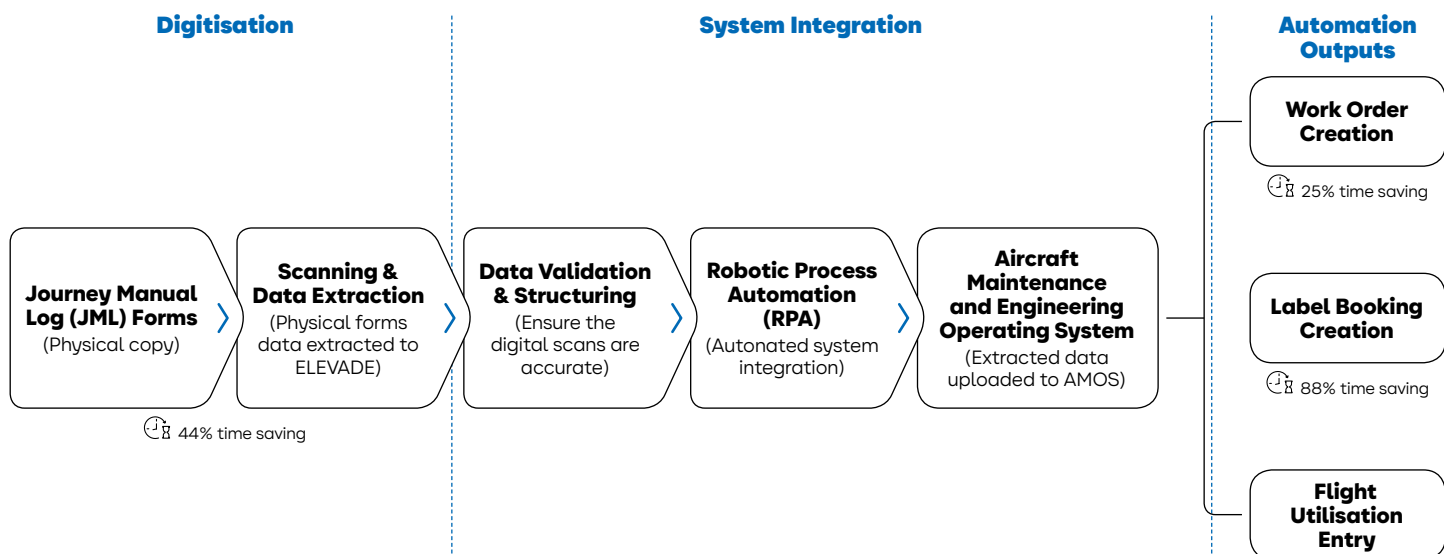 Digitisation
System Integration
Automation
Outputs
Journey Manual
Log (JML) Forms
(Physical copy)
Scanning &
Data Extraction
(Physical forms
data extracted to
ELEVADE)
44% time saving
Data Validation
& Structuring
(Ensure the
digital scans are
accurate)
Robotic Process
Automation
(RPA)
(Autonated system
integration)
Aircraft
Maintenance
and Engineering
Operating System
(Extracted data
uploaded to AMOS)
Work Order
Creation
25% time saving
Label Booking
Creation
88% time saving
Flight
Utilisation
Entry